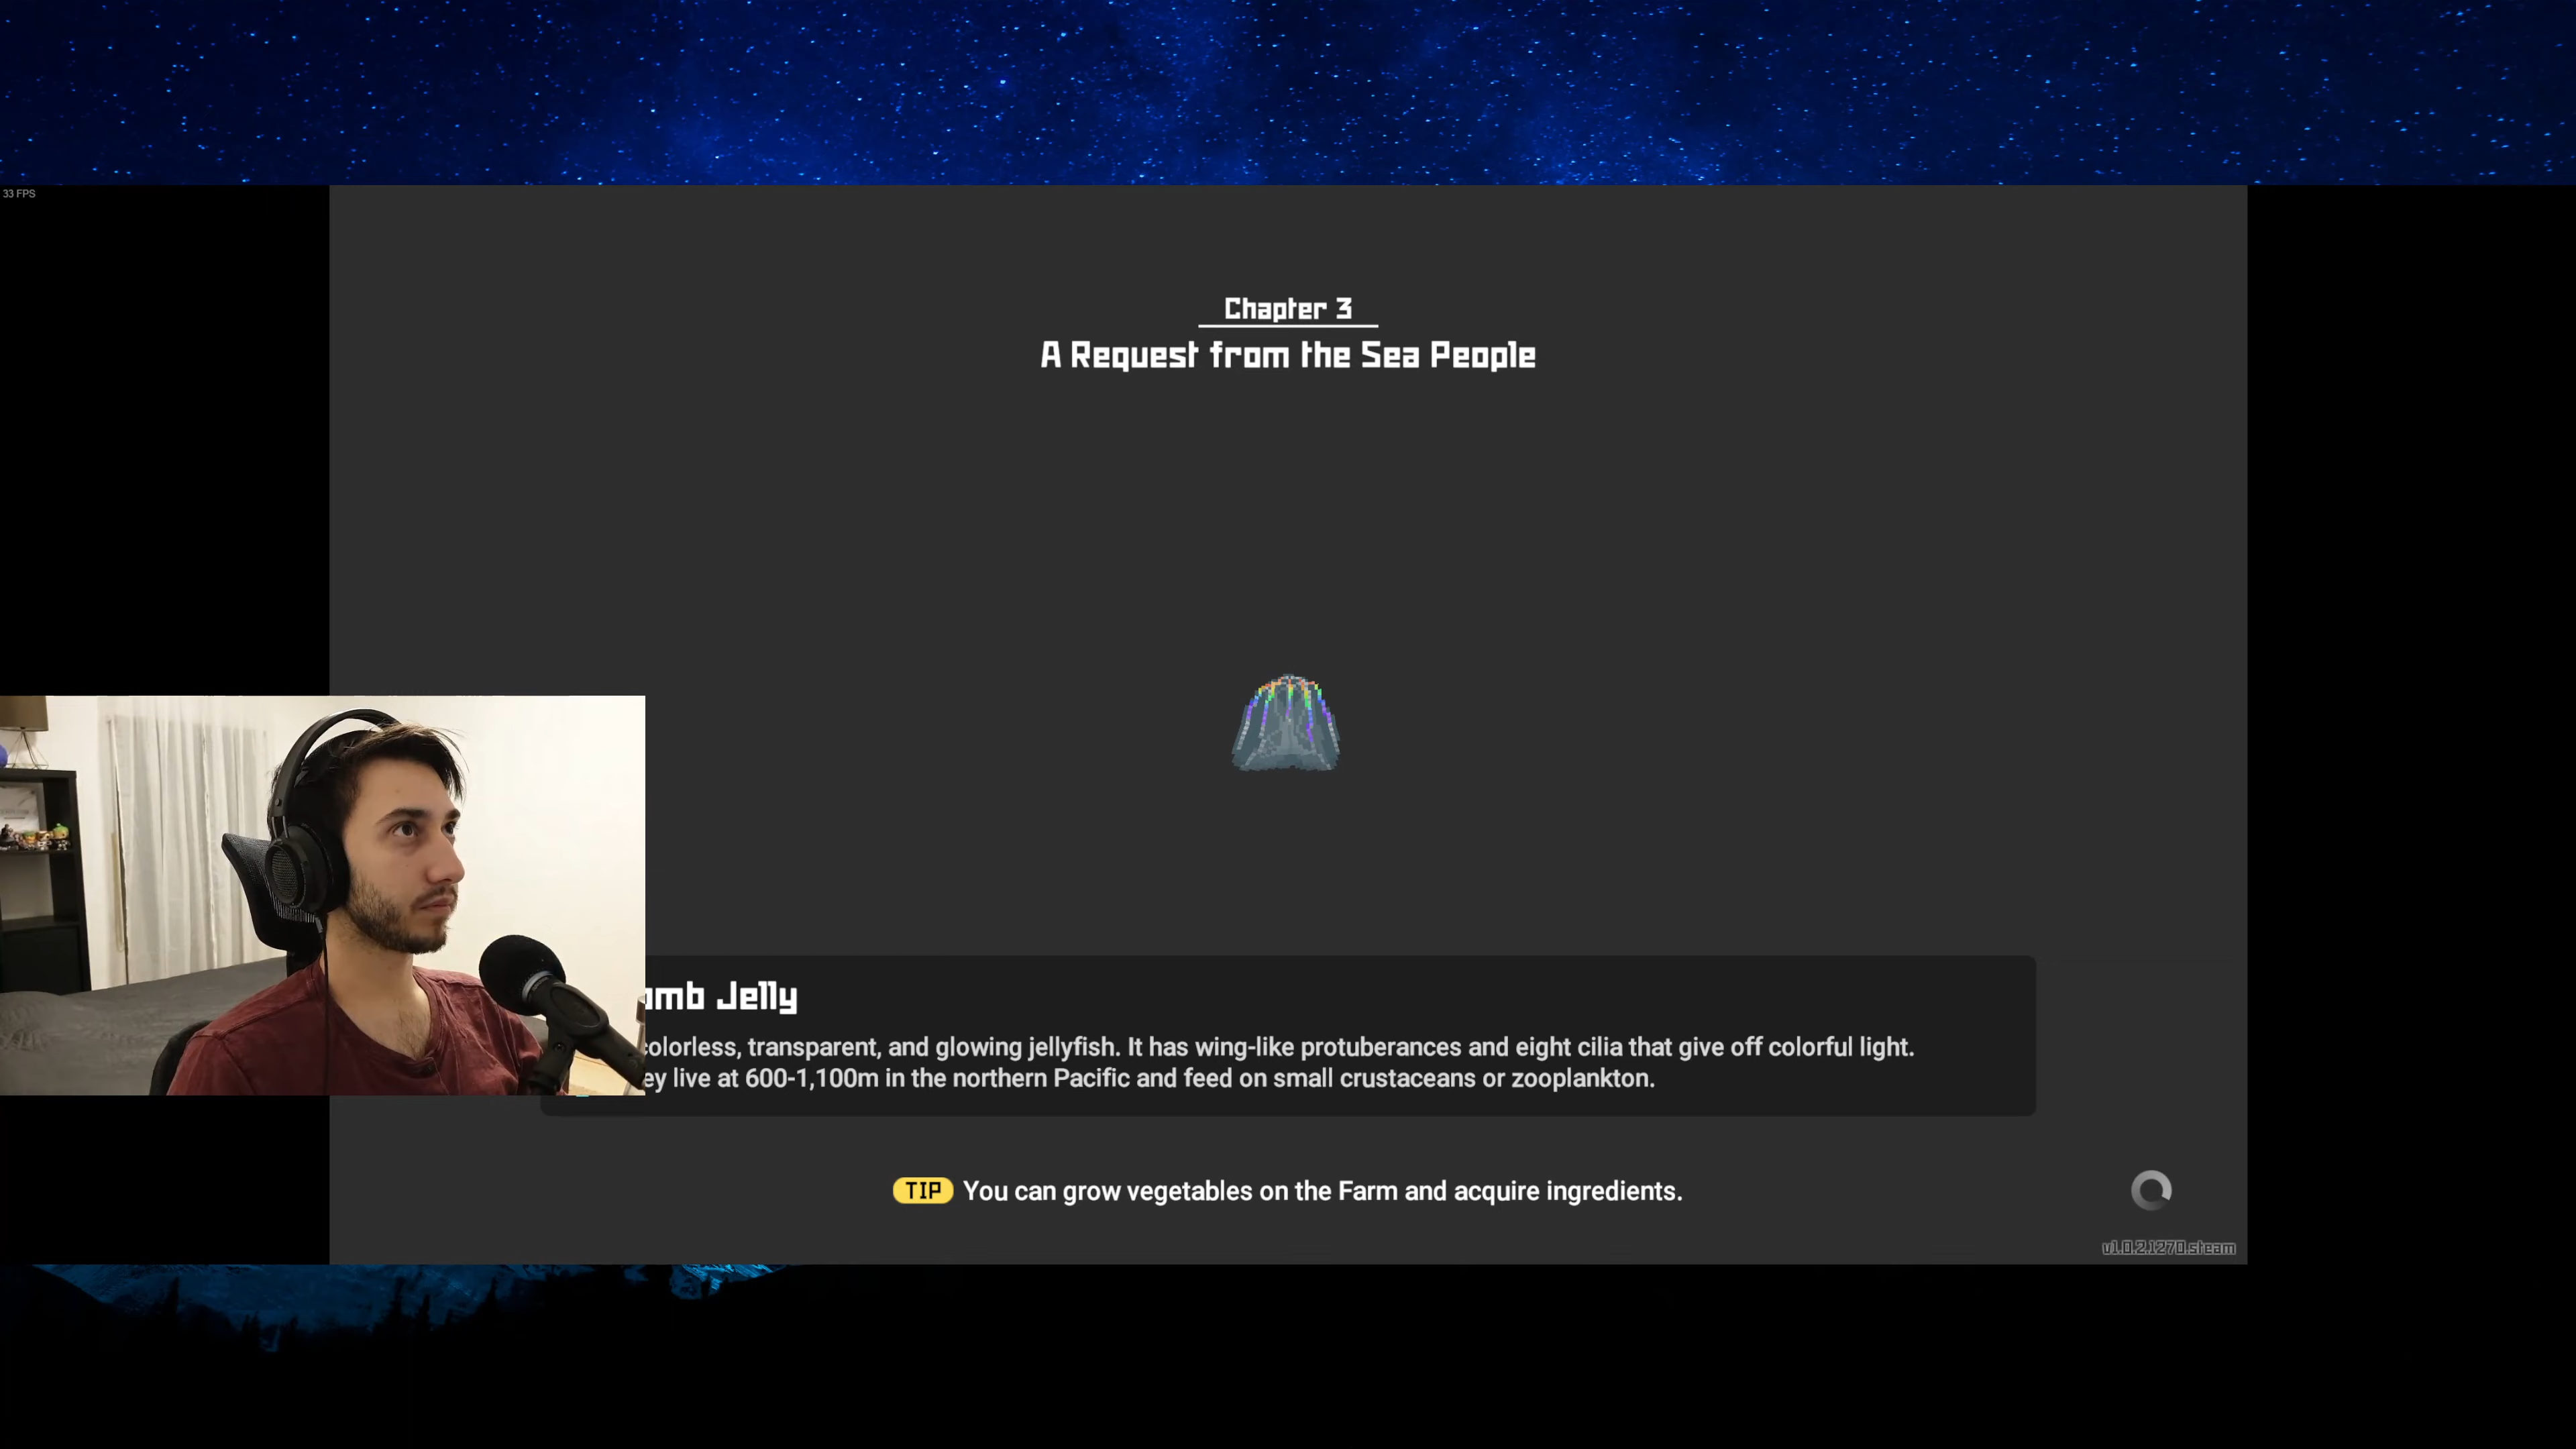 33 FPS
Chapter 3
A Request from the Sea People
Jelly
transparent, and glowing jellyfish. It has wing-like protuberances and eight cilia that give off colorful light.
live at 600-1,100m in the northern Pacific and feed on small crustaceans or zooplankton.
TIP You can grow vegetables on the Farm and acquire ingredients.
v1.0.2.1270.steam